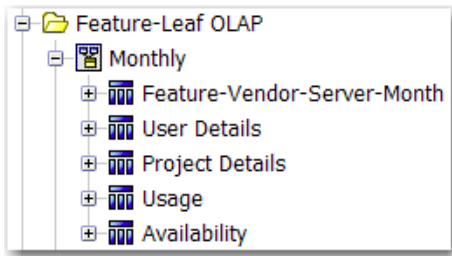 Feature-Leaf OLAP
Monthly
Feature-Vendor-Server-Month
User Details
Project Details
Usage
Availability